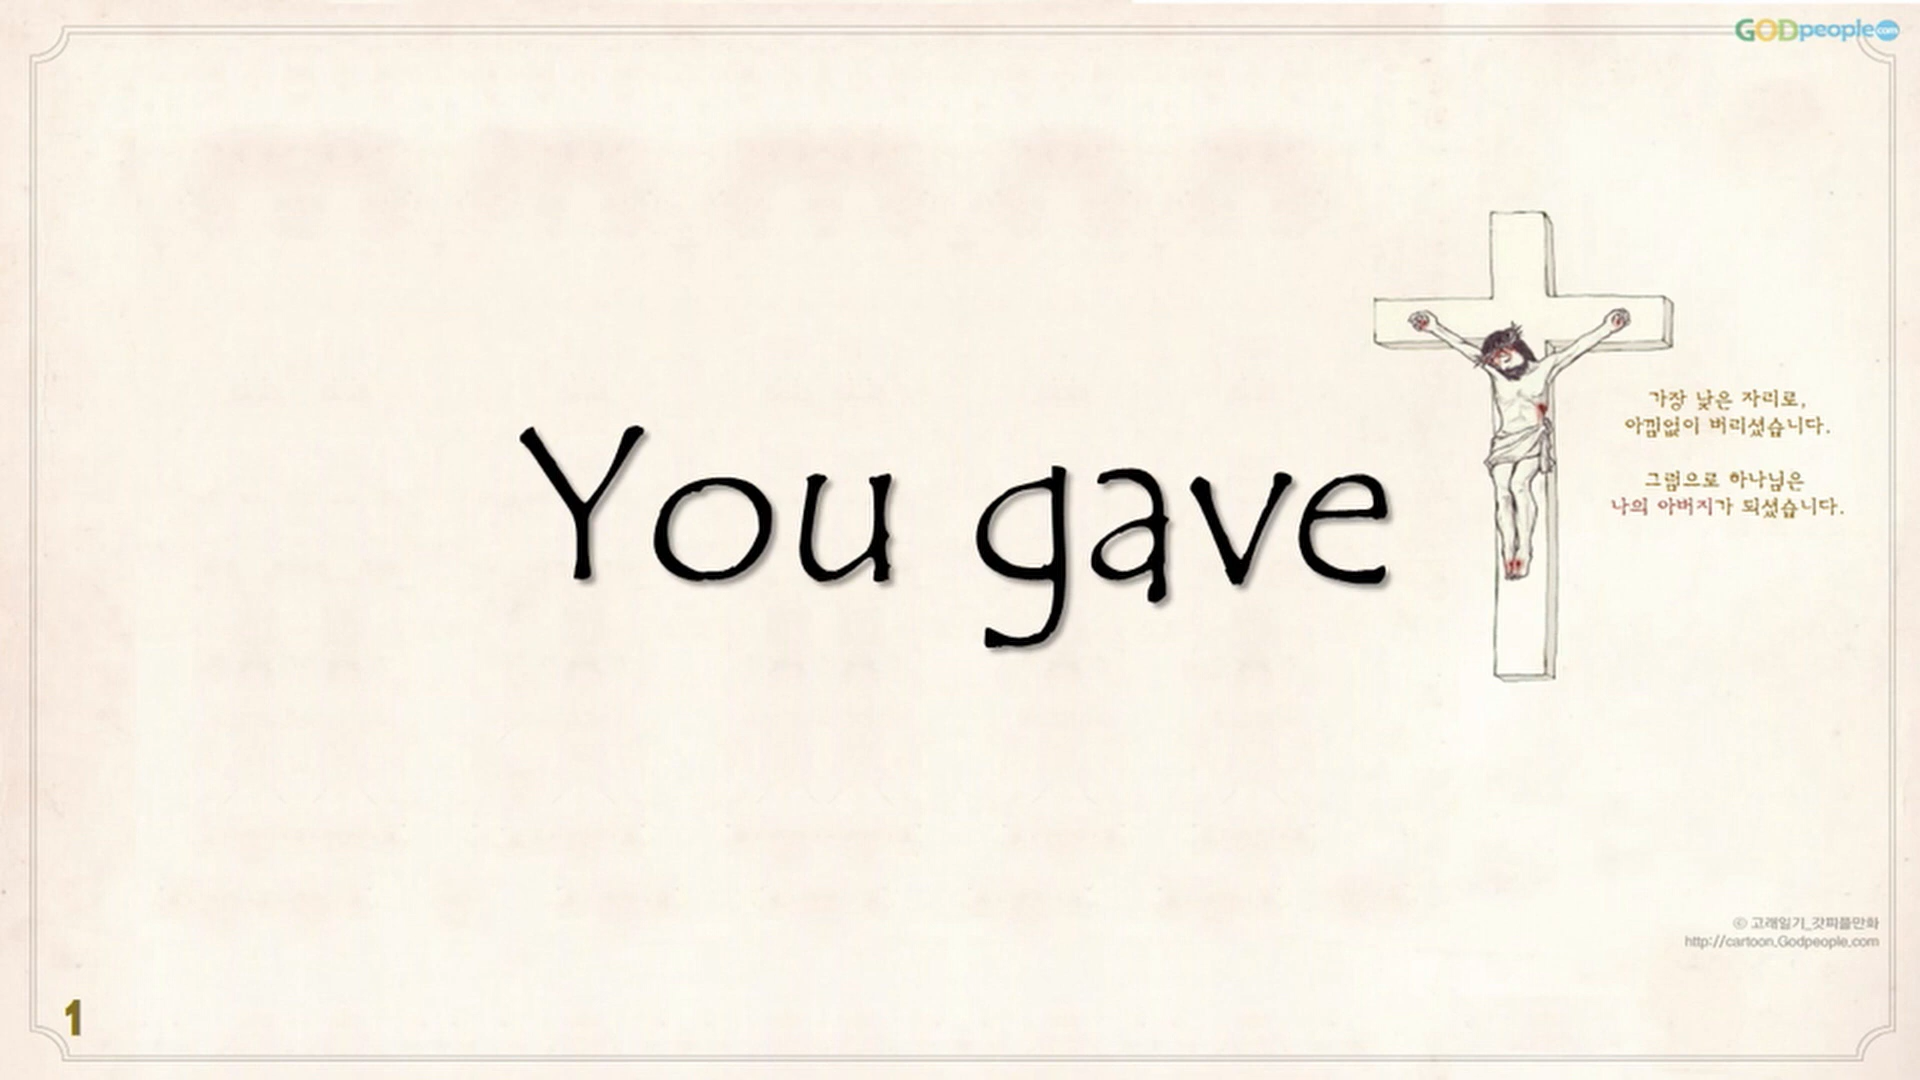 GODpeople.com
You gave
가장 낮은 자리로,
아낌없이 버리셨습니다.
그럼으로 하나님은
나의 아버지가 되셨습니다.
ⓒ 고래일기_갓피플만화
http://cartoon.Godpeople.com
1